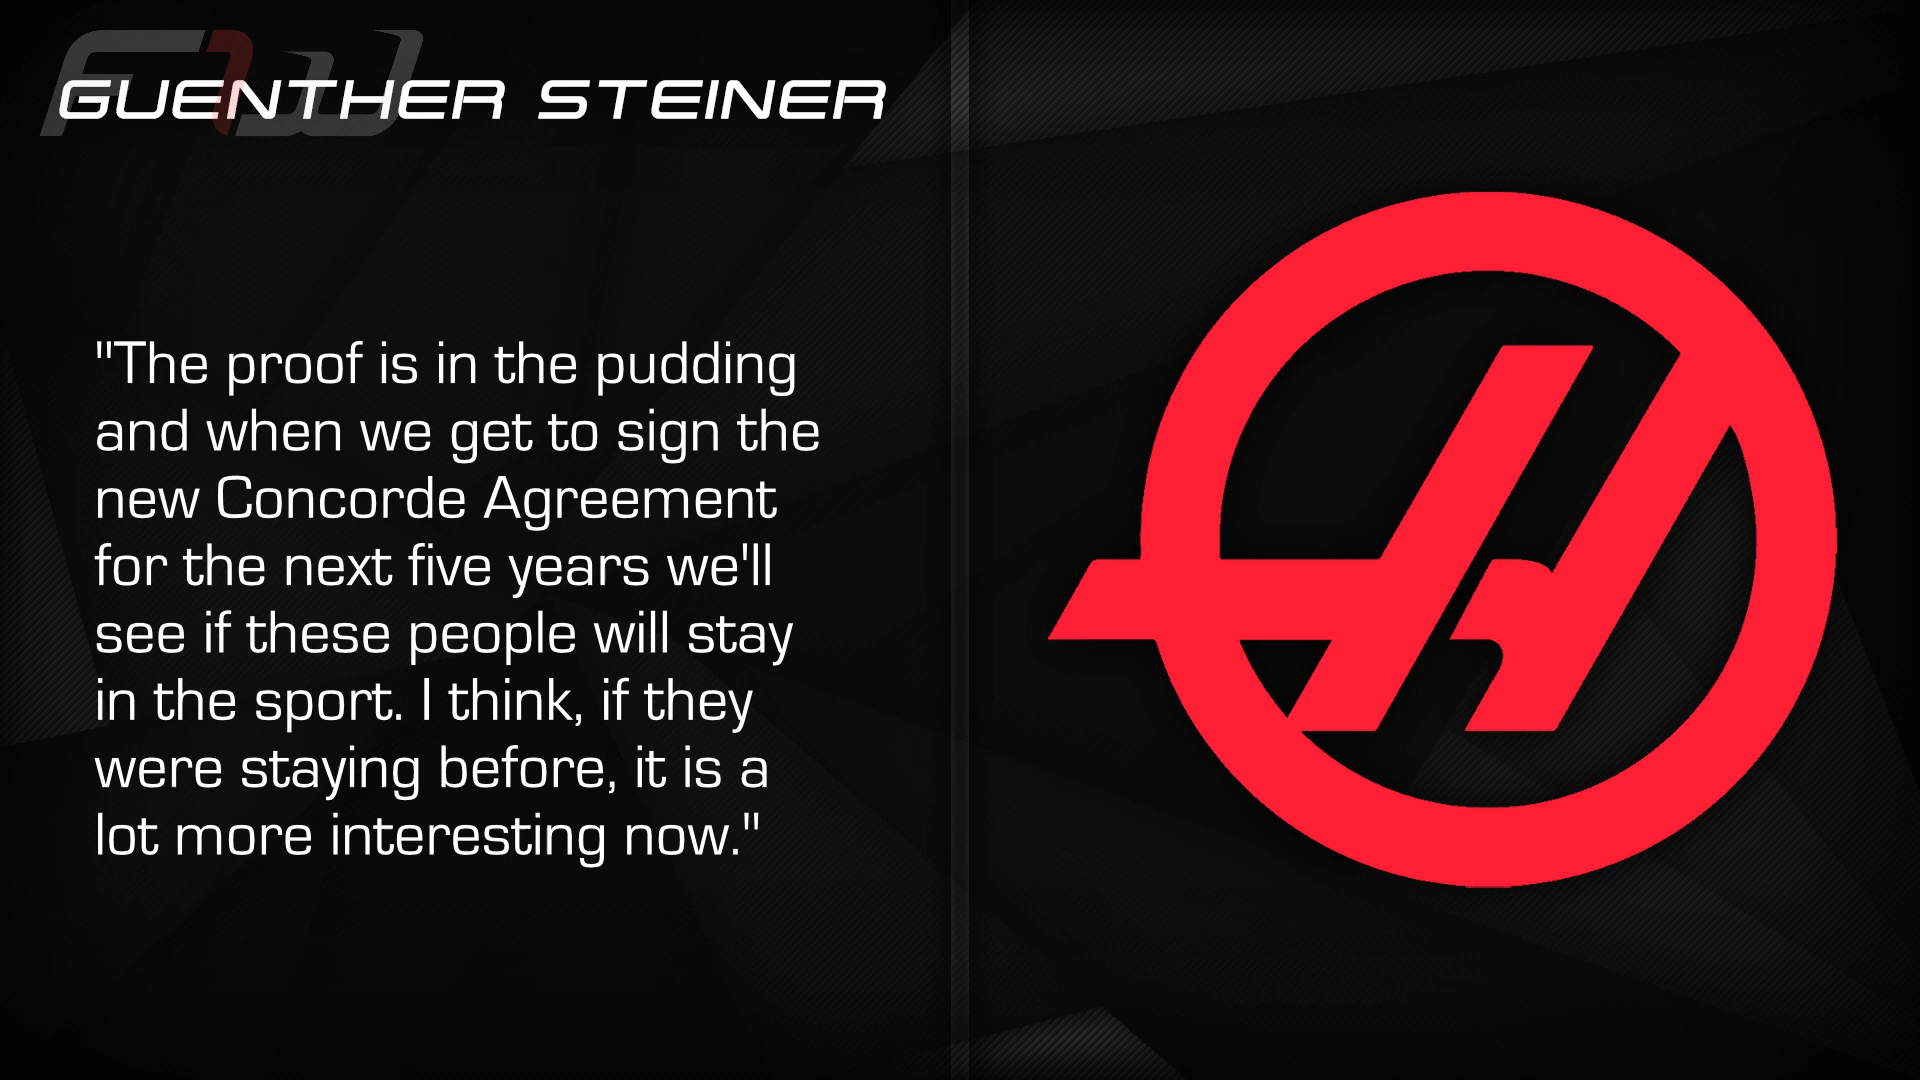 F1W
GUENTHER STEINER
"The proof is in the pudding
and when we get to sign the
new Concorde Agreement
for the next five years we'll
see if these people will stay
in the sport. I think, if they
were staying before, it is a
lot more interesting now."